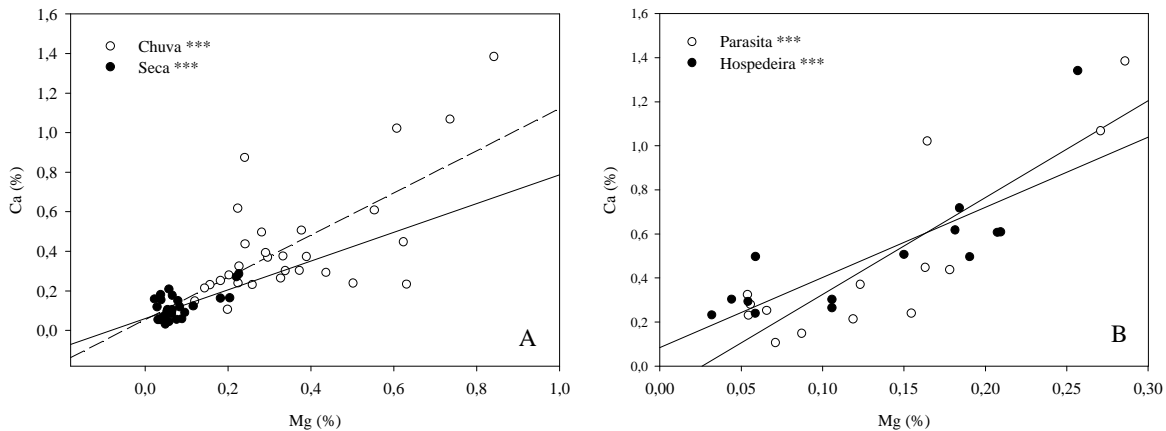 1,6
1,4
1,2
1,0
0,8
0,6
0,4
0,2
0,0
Ca (%)
Chuva ***
Seca ***
A
0,0 0,2 0,4 0,6 0,8 1,0
Mg (%)
1,6
1,4
1,2
1,0
0,8
0,6
0,4
0,2
0,0
Ca (%)
Parasita ***
Hospedeira ***
B
0,00 0,05 0,10 0,15 0,20 0,25 0,30
Mg (%)